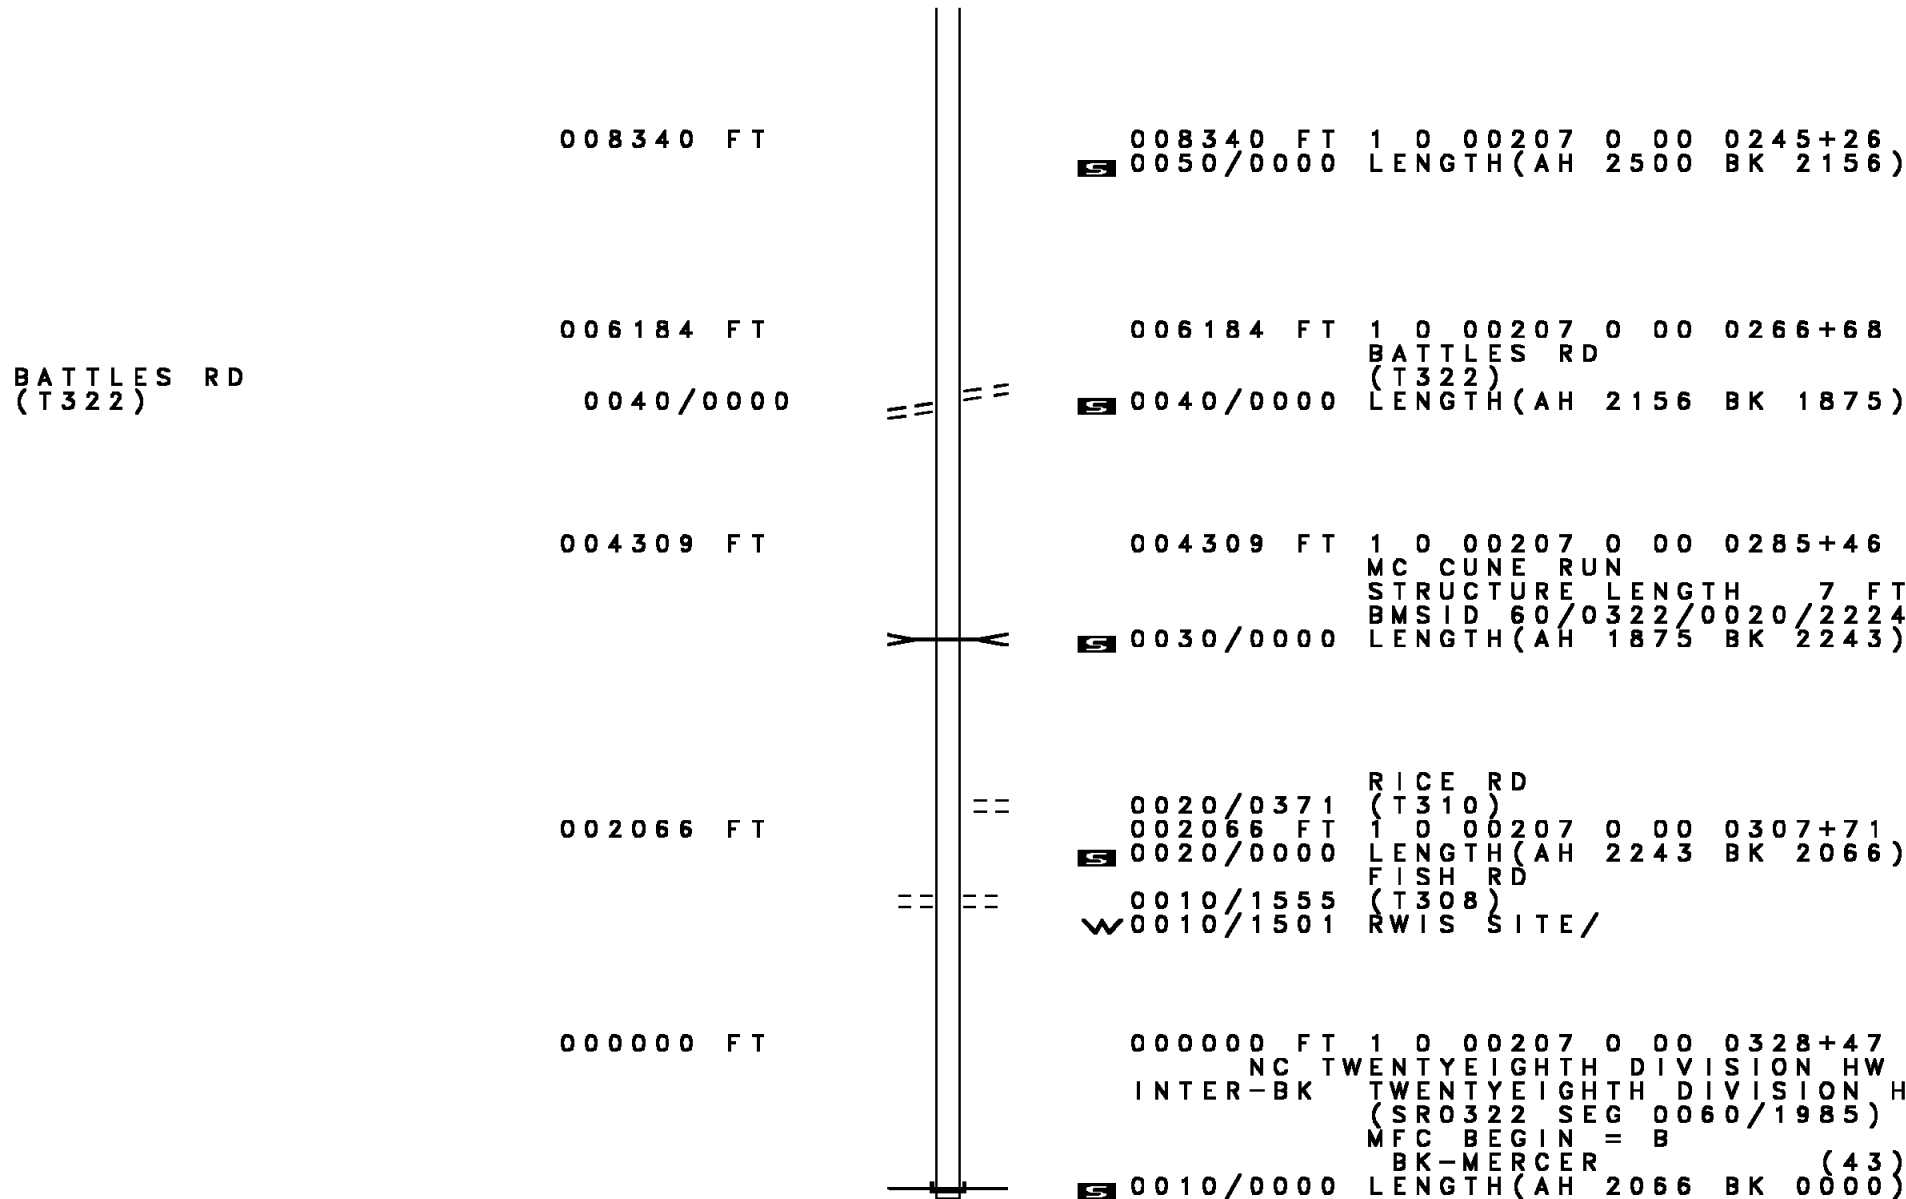 008340 FT 008340 FT 1 0 00207 0 00 0245+26
S 0050/0000 LENGTH(AH 2500 BK 2156)
006184 FT 006184 FT 1 0 00207 0 00 0266+68
BATTLES RD
BATTLES RD (T322)
(T322) 0040/0000 S 0040/0000 LENGTH(AH 2156 BK 1875)
004309 FT 004309 FT 1 0 00207 0 00 0285+46
MC CUNE RUN
STRUCTURE LENGTH 7 FT
BMSID 60/0322/0020/2224
S 0030/0000 LENGTH(AH 1875 BK 2243)
RICE RD
0020/0371 (T310)
002066 FT 002066 FT 1 0 00207 0 00 0307+71
S 0020/0000 LENGTH(AH 2243 BK 2066)
FISH RD
0010/1555 (T308)
W 0010/1501 RWIS SITE/
000000 FT 000000 FT 1 0 00207 0 00 0328+47
NC TWENTYEIGHTH DIVISION HW
INTER-BK TWENTYEIGHTH DIVISION H
(SR0322 SEG 0060/1985)
MFC BEGIN = B
BK-MERCER (43)
S 0010/0000 LENGTH(AH 2066 BK 0000)